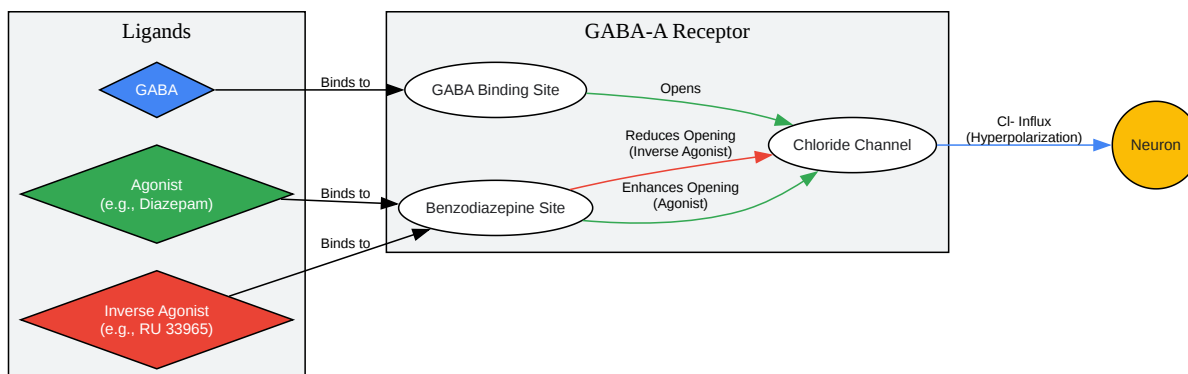 Ligands
GABA-A Receptor
GABA
Binds to
GABA Binding Site
Opens
Agonist
(e.g., Diazepam)
Binds to
Benzodiazepine Site
Reduces Opening
(Inverse Agonist)
Enhances Opening
(Agonist)
Chloride Channel
Cl- Influx
(Hyperpolarization)
Neuron
Binds to
Inverse Agonist
(e.g., RU 33965)